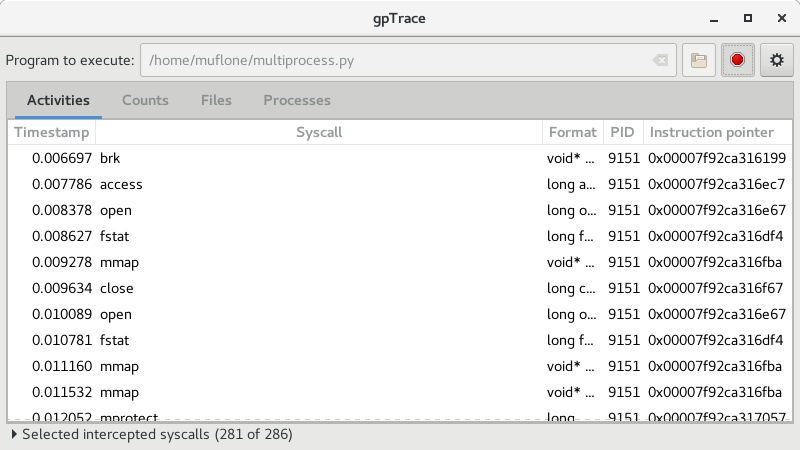 gpTrace
Program to execute: /home/muflone/multiprocess.py
Activities Counts Files Processes
Timestamp Syscall Format PID Instruction pointer
0.006697 brk void* ... 9151 0x00007f92ca316199
0.007786 access long a... 9151 0x00007f92ca316ec7
0.008378 open long o... 9151 0x00007f92ca316e67
0.008627 fstat long f... 9151 0x00007f92ca316df4
0.009278 mmap void* ... 9151 0x00007f92ca316fba
0.009634 close long c... 9151 0x00007f92ca316f67
0.010089 open long o... 9151 0x00007f92ca316e67
0.010781 fstat long f... 9151 0x00007f92ca316df4
0.011160 mmap void* ... 9151 0x00007f92ca316fba
0.011532 mmap void* ... 9151 0x00007f92ca316fba
0.012052 mprotect long 9151 0x00007f92ca317057
Selected intercepted syscalls (281 of 286)